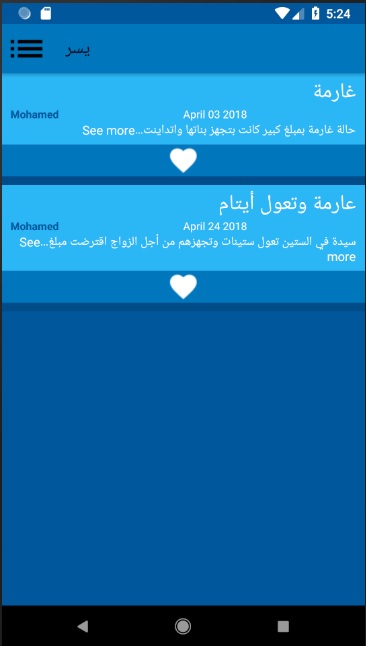 5:24
يسر
غارمة
Mohamed April 03 2018
حالة غارمة بمبلغ كبير كانت بتجهز بناتها واتداينت...See more
عارمة وتعول أيتام
Mohamed April 24 2018
سيدة في الستين تعول ستبنات وتجهزهم من أجل الزواج اقترضت مبلغ...See
more